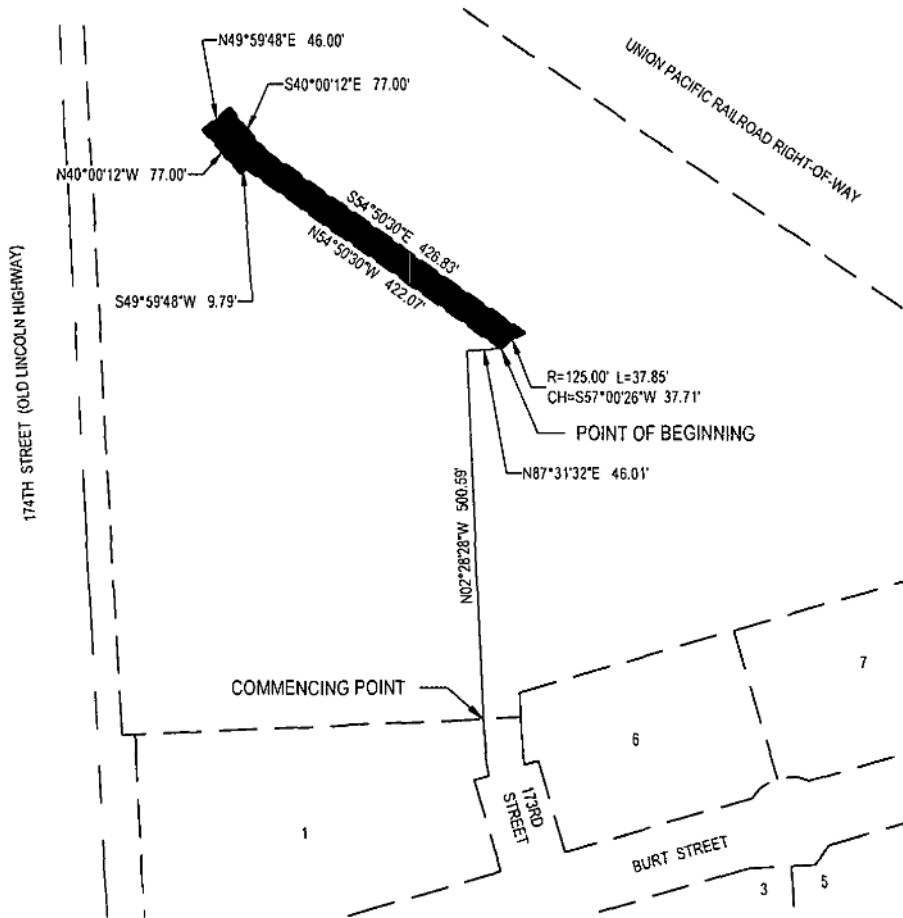 N49°59'48"E 46.00'
S40°00'12"E 77.00'
UNION PACIFIC RAILROAD RIGHT-OF-WAY
N40°00'12"W 77.00'
S54°50'30"E 426.83'
N54°50'30"W 422.07'
S49°59'48"W 9.79'
174TH STREET (OLD LINCOLN HIGHWAY)
R=125.00' L=37.85'
CH=S57°00'26"W 37.71'
POINT OF BEGINNING
N87°31'32"E 46.01'
N02°28'28"W 500.59'
COMMENCING POINT
7
6
173RD
STREET
1
BURT STREET
3
5